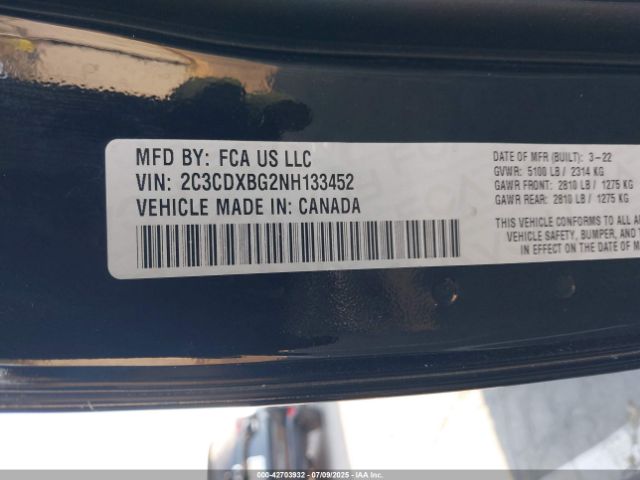 MFD BY: FCA US LLC
VIN: 2C3CDXBG2NH133452
VEHICLE MADE IN: CANADA
DATE OF MFR (BUILT): 3-22
GVWR: 5100 LB / 2314 KG
GAWR FRONT: 2810 LB / 1275 KG
GAWR REAR: 2810 LB / 1275 KG
THIS VEHICLE CONFORMS TO ALL
VEHICLE SAFETY, BUMPER, AND
IN EFFECT ON THE DATE OF
000-42703932 07/09/2025 - IAAI.COM